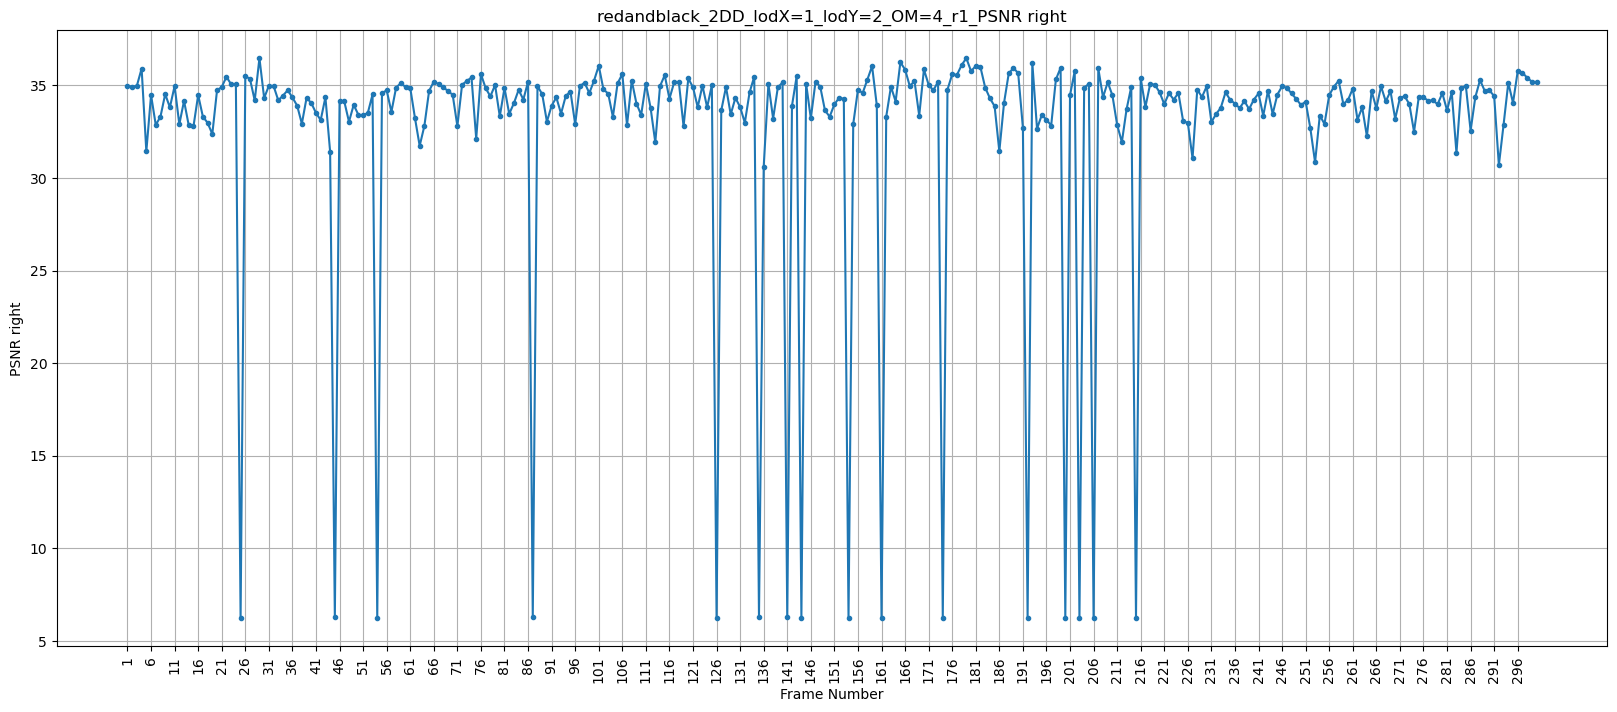 redandblack_2DD_lodX=1_lodY=2_OM=4_r1_PSNR right
PSNR right
35
30
25
20
15
10
5
1 6 11 16 21 26 31 36 41 46 51 56 61 66 71 76 81 86 91 96 101 106 111 116 121 126 131 136 141 146 151 156 161 166 171 176 181 186 191 196 201 206 211 216 221 226 231 236 241 246 251 256 261 266 271 276 281 286 291 296
Frame Number